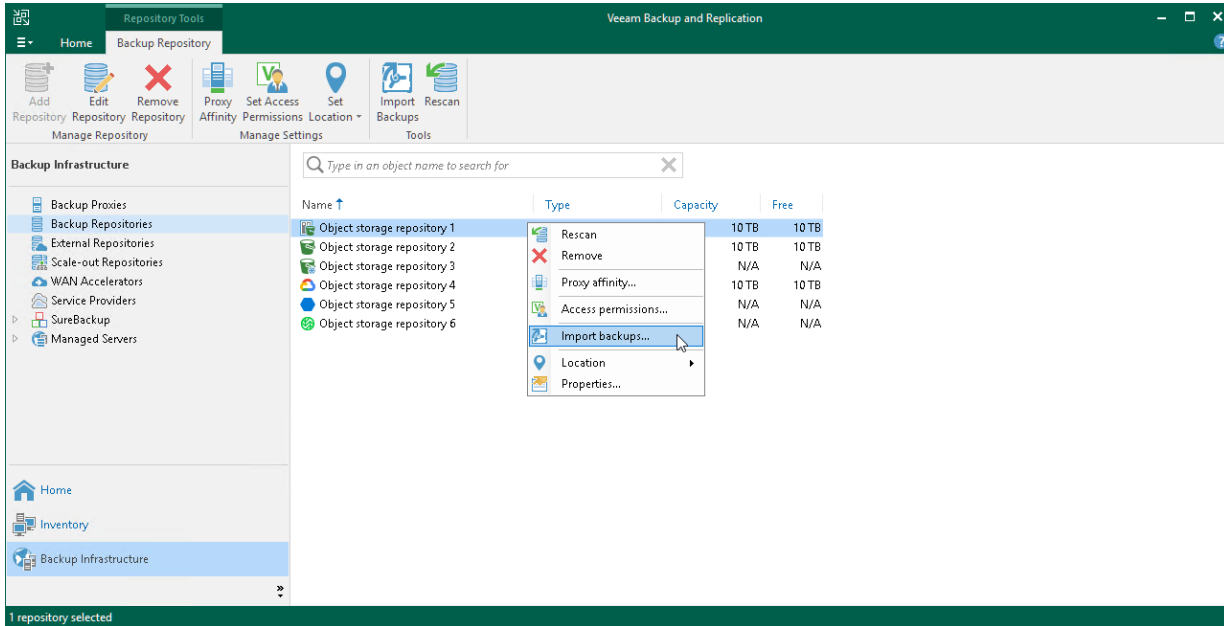 Repository Tools
Veeam Backup and Replication
Home
Backup Repository
Add Repository
Edit Repository
Remove Repository
Proxy Affinity
Set Access Permissions
Set Location
Import Backups
Rescan
Manage Repository
Manage Settings
Tools
Backup Infrastructure
Type in an object name to search for
Backup Proxies
Backup Repositories
External Repositories
Scale-out Repositories
WAN Accelerators
Service Providers
SureBackup
Managed Servers
Name
Type
Capacity
Free
Object storage repository 1
10 TB
10 TB
Object storage repository 2
10 TB
10 TB
Object storage repository 3
N/A
N/A
Object storage repository 4
10 TB
10 TB
Object storage repository 5
N/A
N/A
Object storage repository 6
N/A
N/A
Rescan
Remove
Proxy affinity...
Access permissions...
Import backups...
Location
Properties...
Home
Inventory
Backup Infrastructure
1 repository selected